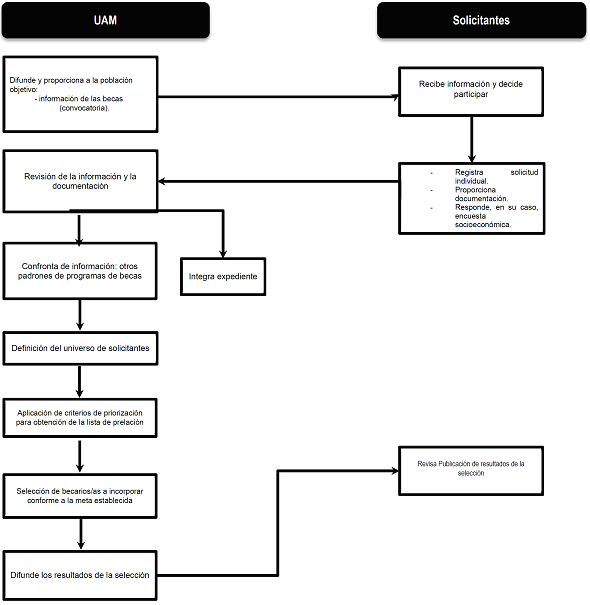 UAM
Solicitantes
Difunde y proporciona a la población
objetivo:
- información de las becas
(convocatoria).
Recibe información y decide
participar
Revisión de la información y la
documentación
- Registra solicitud
individual.
- Proporciona
documentación.
- Responde, en su caso,
encuesta
socioeconómica.
Confronta de información: otros
padrones de programas de becas
Integra expediente
Definición del universo de solicitantes
Aplicación de criterios de priorización
para obtención de la lista de prelación
Selección de becarios/as a incorporar
conforme a la meta establecida
Revisa Publicación de resultados de la
selección
Difunde los resultados de la selección